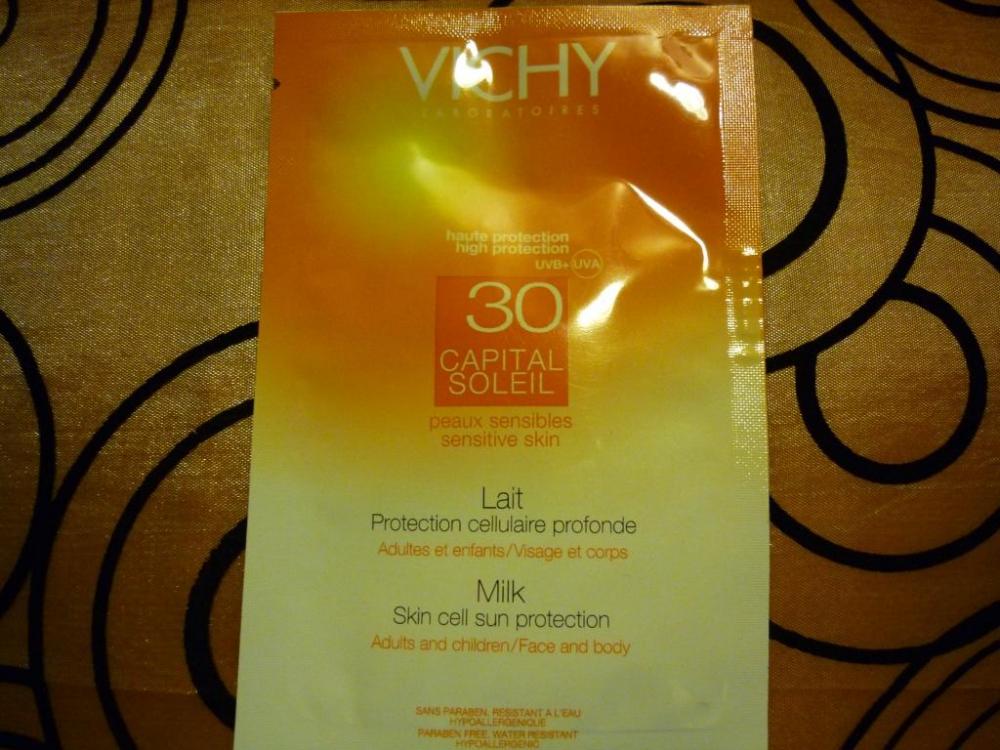 VICHY
LABORATOIRES
haute protection
high protection
UVB+ UVA
30
CAPITAL
SOLEIL
peaux sensibles
sensitive skin
Lait
Protection cellulaire profonde
Adultes et enfants/Visage et corps
Milk
Skin cell sun protection
Adults and children/Face and body
SANS PARABEN, RESISTANT A L'EAU
HYPOALLERGENIQUE
PARABEN FREE, WATER RESISTANT
HYPOALLERGENIC